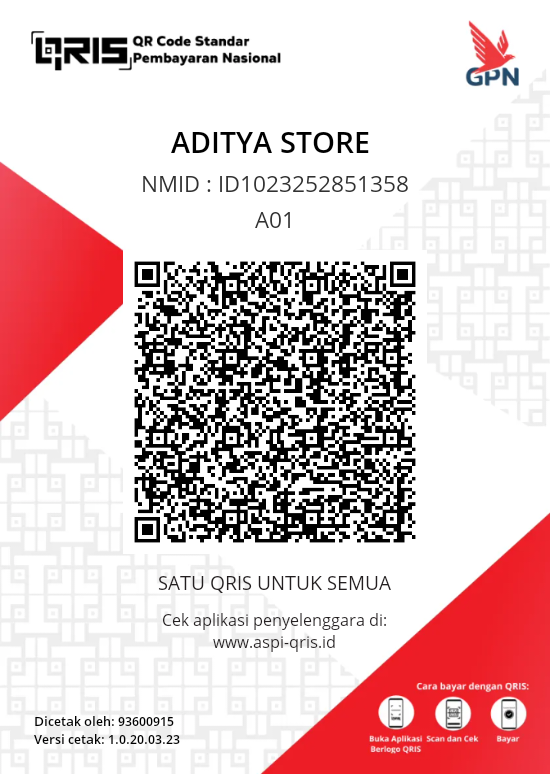 QRIS
QR Code Standar
Pembayaran Nasional
GPN
ADITYA STORE
NMID : ID1023252851358
A01
SATU QRIS UNTUK SEMUA
Cek aplikasi penyelenggara di:
www.aspi-qris.id
Cara bayar dengan QRIS:
Buka Aplikasi
Berlogo QRIS
Scan dan Cek
Bayar
Dicetak oleh: 93600915
Versi cetak: 1.0.20.03.23